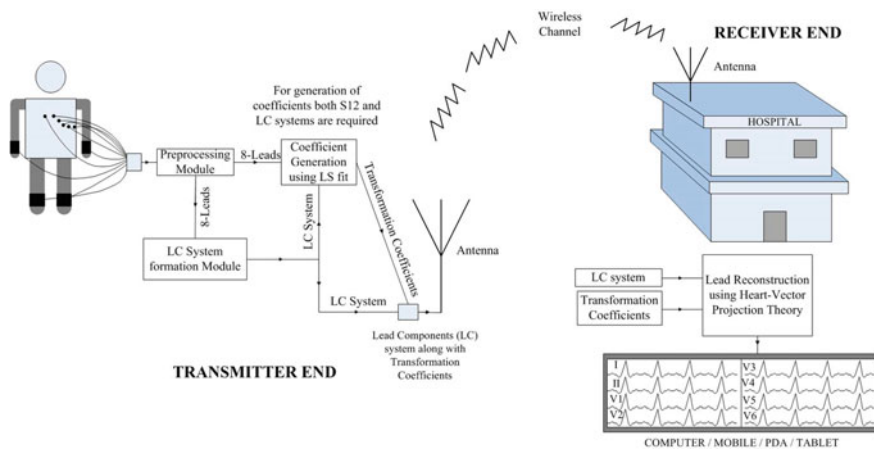 Wireless
Channel
RECEIVER END
Antenna
HOSPITAL
For generation of
coefficients both S12 and
LC systems are required
Preprocessing
Module
8-Leads
Coefficient
Generation
using LS fit
8-Leads
LC System
Transformation Coefficients
Antenna
LC System
formation Module
LC System
Lead Components (LC)
system along with
Transformation
Coefficients
TRANSMITTER END
LC system
Transformation
Coefficients
Lead Reconstruction
using Heart-Vector
Projection Theory
I
II
V1
V2
V3
V4
V5
V6
COMPUTER / MOBILE / PDA / TABLET